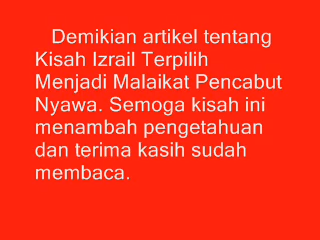 Demikian artikel tentang
Kisah Izrail Terpilih
Menjadi Malaikat Pencabut
Nyawa. Semoga kisah ini
menambah pengetahuan
dan terima kasih sudah
membaca.